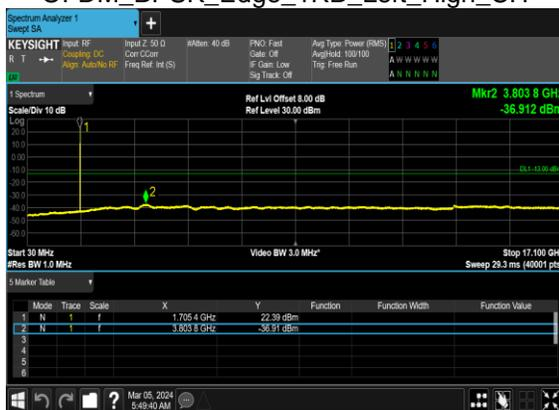 Spectrum Analyzer 1
Swept SA
KEYSIGHT Input: RF Input Z: 50 Ω #Atten: 40 dB PNO: Fast Avg Type: Power (RMS) 1 2 3 4 5 6
R T Coupling: DC Corr CCorr Gate: Off Avg|Hold: 100/100 A W W W W W
Align: Auto/No RF Freq Ref: Int (S) IF Gain: Low Trig: Free Run
Sig Track: Off A N N N N N
1 Spectrum
Ref Lvl Offset 8.00 dB Mkr2 3.803 8 GHz
Scale/Div 10 dB Ref Level 30.00 dBm -36.912 dBm
Log
20.0
10.0
0.00
-10.0
-20.0
-30.0
-40.0
-50.0
-60.0
1
2
DL1 -13.00 dBm
Start 30 MHz Video BW 3.0 MHz* Stop 17.100 GHz
#Res BW 1.0 MHz Sweep 29.3 ms (40001 pts)
5 Marker Table
Mode Trace Scale X Y Function Function Width Function Value
1 N 1 f 1.705 4 GHz 22.39 dBm
2 N 1 f 3.803 8 GHz -36.91 dBm
3
4
5
6
? Mar 05, 2024
5:49:40 AM